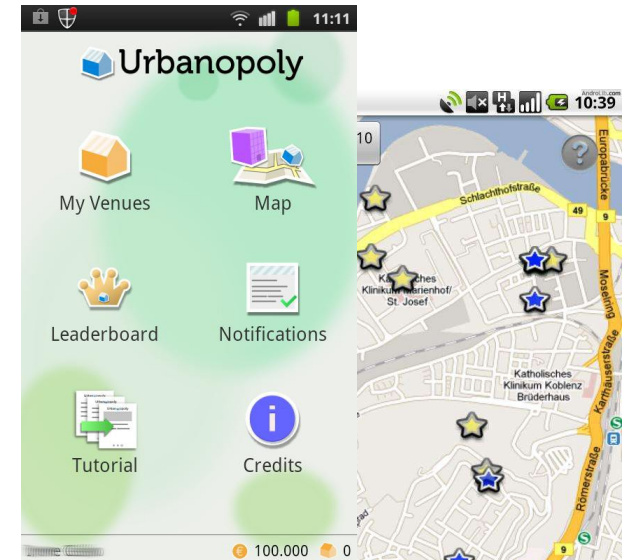 11:11
Urbanopoly
My Venues
Map
Leaderboard
Notifications
Tutorial
Credits
100.000
0
10:39
10
?
Europabrücke
Schlachthofstraße
49
9
Moselring
Klinikum Marienhof/
St. Josef
Karthäuserstraße
Katholisches
Klinikum Koblenz
Brüderhaus
S
Römerstraße
S
9